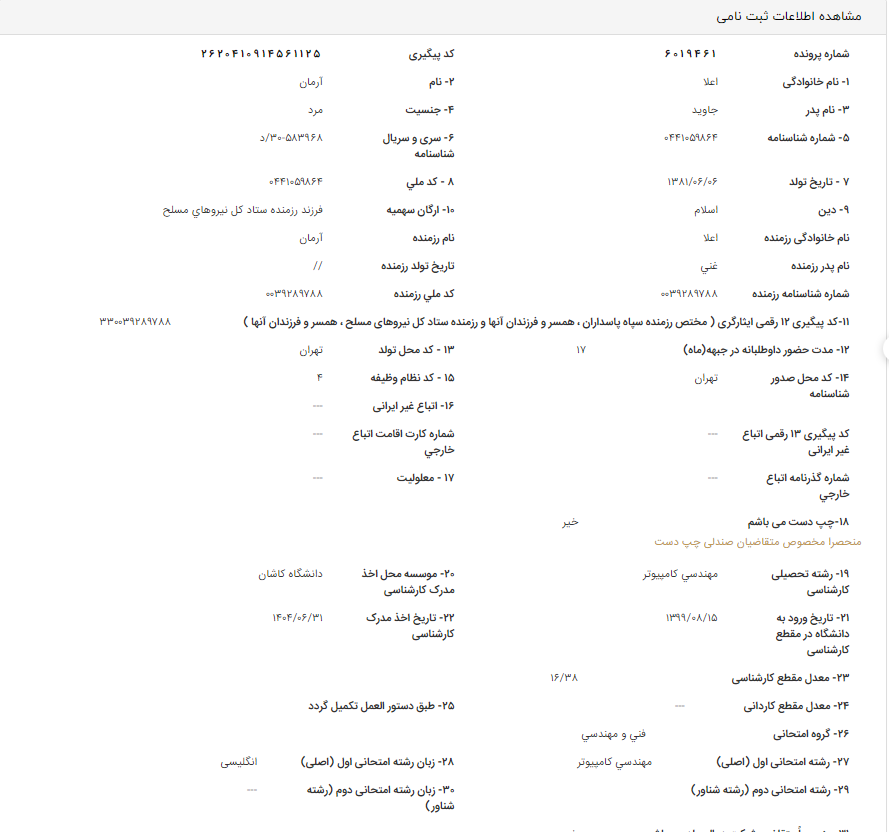 مشاهده اطلاعات ثبت نامی
شماره پرونده ۶۰۱۹۴۶۱ کد پیگیری ۲۶۲۰۴۱۰۹۱۴۵۶۱۱۲۵
۱- نام خانوادگی اعلا ۲- نام آرمان
۳- نام پدر جاوید ۴- جنسیت مرد
۵- شماره شناسنامه ۰۴۴۱۰۵۹۸۶۴ ۶- سری و سریال شناسنامه ۳۰-۵۸۳۹۶۸/د
۷ - تاریخ تولد ۱۳۸۱/۰۶/۰۶ ۸ - کد ملي ۰۴۴۱۰۵۹۸۶۴
۹- دین اسلام ۱۰- ارگان سهمیه فرزند رزمنده ستاد کل نیروهاي مسلح
نام خانوادگی رزمنده اعلا نام رزمنده آرمان
نام پدر رزمنده غني تاریخ تولد رزمنده //
شماره شناسنامه رزمنده ۰۰۳۹۲۸۹۷۸۸ کد ملي رزمنده ۰۰۳۹۲۸۹۷۸۸
۱۱-کد پیگیری ۱۲ رقمی ایثارگری ( مختص رزمنده سپاه پاسداران ، همسر و فرزندان آنها و رزمنده ستاد کل نیروهای مسلح ، همسر و فرزندان آنها ) ۳۳۰۰۳۹۲۸۹۷۸۸
۱۲- مدت حضور داوطلبانه در جبهه(ماه) ۱۷ ۱۳ - کد محل تولد تهران
۱۴- کد محل صدور شناسنامه تهران ۱۵ - کد نظام وظیفه ۴
۱۶- اتباع غیر ایرانی ---
کد پیگیری ۱۳ رقمی اتباع غیر ایرانی --- شماره کارت اقامت اتباع خارجي ---
شماره گذرنامه اتباع خارجي --- ۱۷ - معلولیت ---
۱۸-چپ دست می باشم خیر
منحصرا مخصوص متقاضیان صندلی چپ دست
۱۹- رشته تحصیلی کارشناسی مهندسي کامپیوتر ۲۰- موسسه محل اخذ مدرک کارشناسی دانشگاه کاشان
۲۱- تاریخ ورود به دانشگاه در مقطع کارشناسی ۱۳۹۹/۰۸/۱۵ ۲۲- تاریخ اخذ مدرک کارشناسی ۱۴۰۴/۰۶/۳۱
۲۳- معدل مقطع کارشناسی ۱۶/۳۸
۲۴- معدل مقطع کاردانی --- ۲۵- طبق دستور العمل تکمیل گردد
۲۶- گروه امتحانی فني و مهندسي
۲۷- رشته امتحانی اول (اصلی) مهندسي کامپیوتر ۲۸- زبان رشته امتحانی اول (اصلی) انگلیسی
۲۹- رشته امتحانی دوم (رشته شناور) ۳۰- زبان رشته امتحانی دوم (رشته شناور) ---